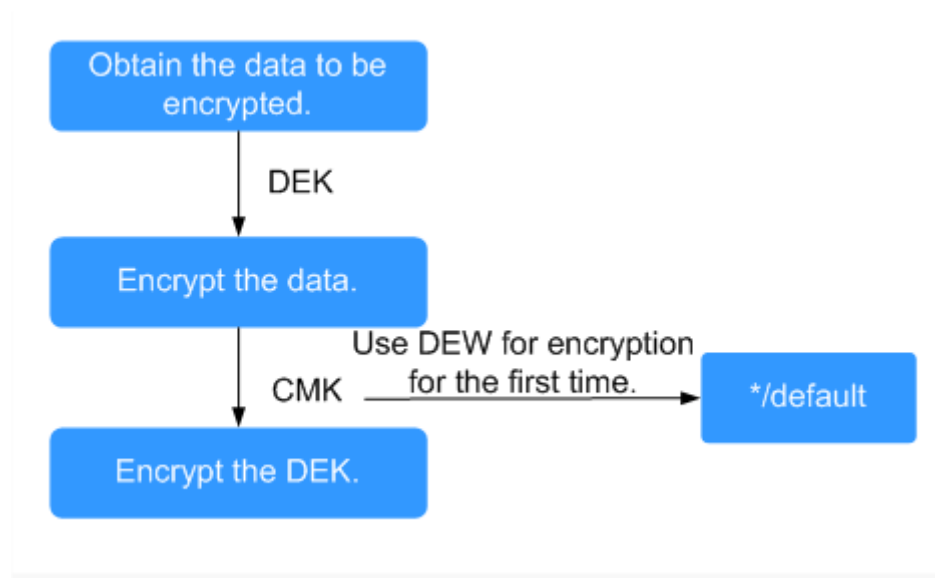 Obtain the data to be
encrypted.
DEK
Encrypt the data.
Use DEW for encryption
for the first time.
CMK
*/default
Encrypt the DEK.